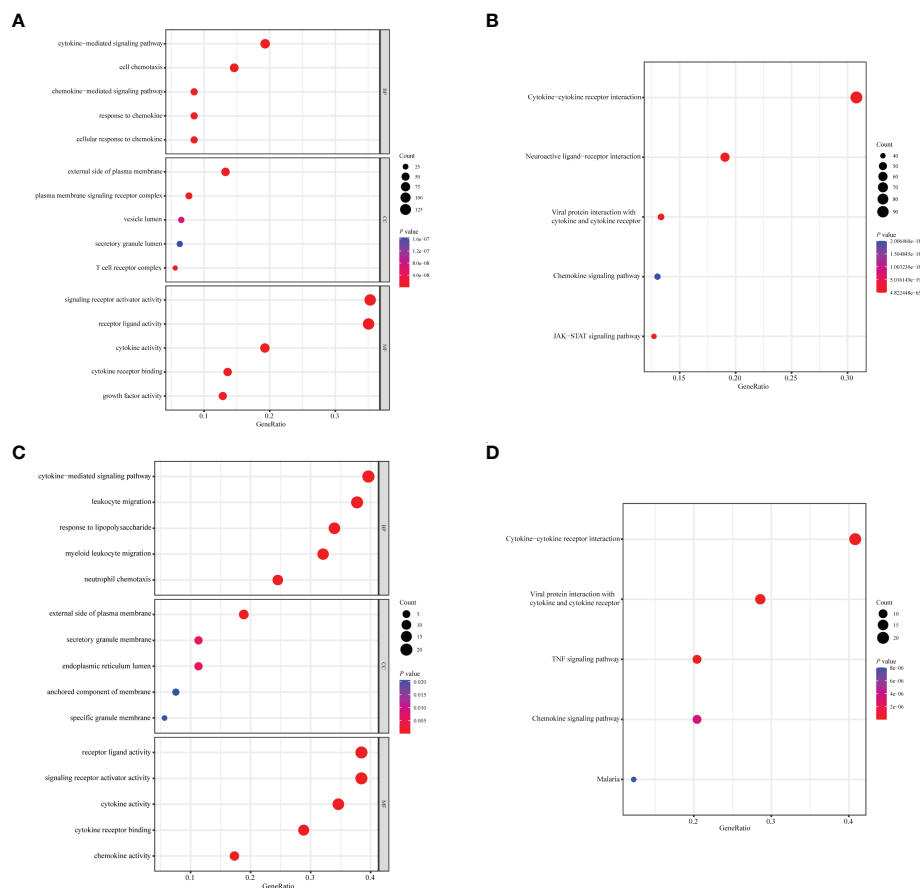 A
cytokine−mediated signaling pathway
cell chemotaxis
chemokine−mediated signaling pathway
response to chemokine
cellular response to chemokine
BP
external side of plasma membrane
plasma membrane signaling receptor complex
vesicle lumen
secretory granule lumen
T cell receptor complex
CC
signaling receptor activator activity
receptor ligand activity
cytokine activity
cytokine receptor binding
growth factor activity
MF
0.1 0.2 0.3
GeneRatio
Count
25
50
75
100
125
P value
1.6e−07
1.2e−07
8.0e−08
4.0e−08
B
Cytokine−cytokine receptor interaction
Neuroactive ligand−receptor interaction
Viral protein interaction with
cytokine and cytokine receptor
Chemokine signaling pathway
JAK−STAT signaling pathway
0.15 0.20 0.25 0.30
GeneRatio
Count
40
50
60
70
80
90
P value
C
cytokine−mediated signaling pathway
leukocyte migration
response to lipopolysaccharide
myeloid leukocyte migration
neutrophil chemotaxis
BP
external side of plasma membrane
secretory granule membrane
endoplasmic reticulum lumen
anchored component of membrane
specific granule membrane
CC
receptor ligand activity
signaling receptor activator activity
cytokine activity
cytokine receptor binding
chemokine activity
MF
0.1 0.2 0.3 0.4
GeneRatio
Count
5
10
15
20
P value
0.020
0.015
0.010
0.005
D
Cytokine−cytokine receptor interaction
Viral protein interaction with
cytokine and cytokine receptor
TNF signaling pathway
Chemokine signaling pathway
Malaria
0.2 0.3 0.4
GeneRatio
Count
10
15
20
P value
8e−06
6e−06
4e−06
2e−06